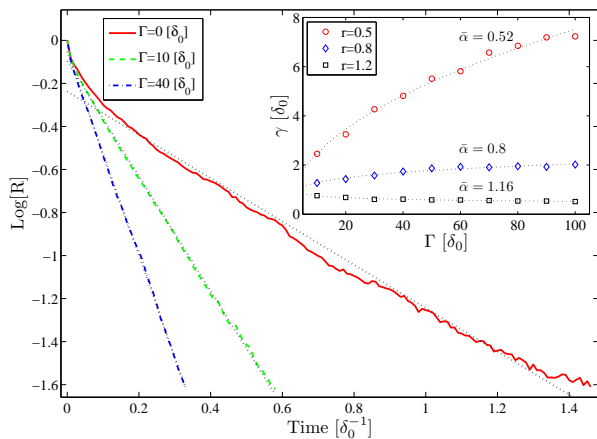 Γ=0 [δ₀]
Γ=10 [δ₀]
Γ=40 [δ₀]
Log[R]
0
−0.2
−0.4
−0.6
−0.8
−1
−1.2
−1.4
−1.6
0 0.2 0.4 0.6 0.8 1 1.2 1.4
Time [δ₀⁻¹]
r=0.5
r=0.8
r=1.2
γ [δ₀]
8
6
4
2
0
ᾱ = 0.52
ᾱ = 0.8
ᾱ = 1.16
20 40 60 80 100
Γ [δ₀]